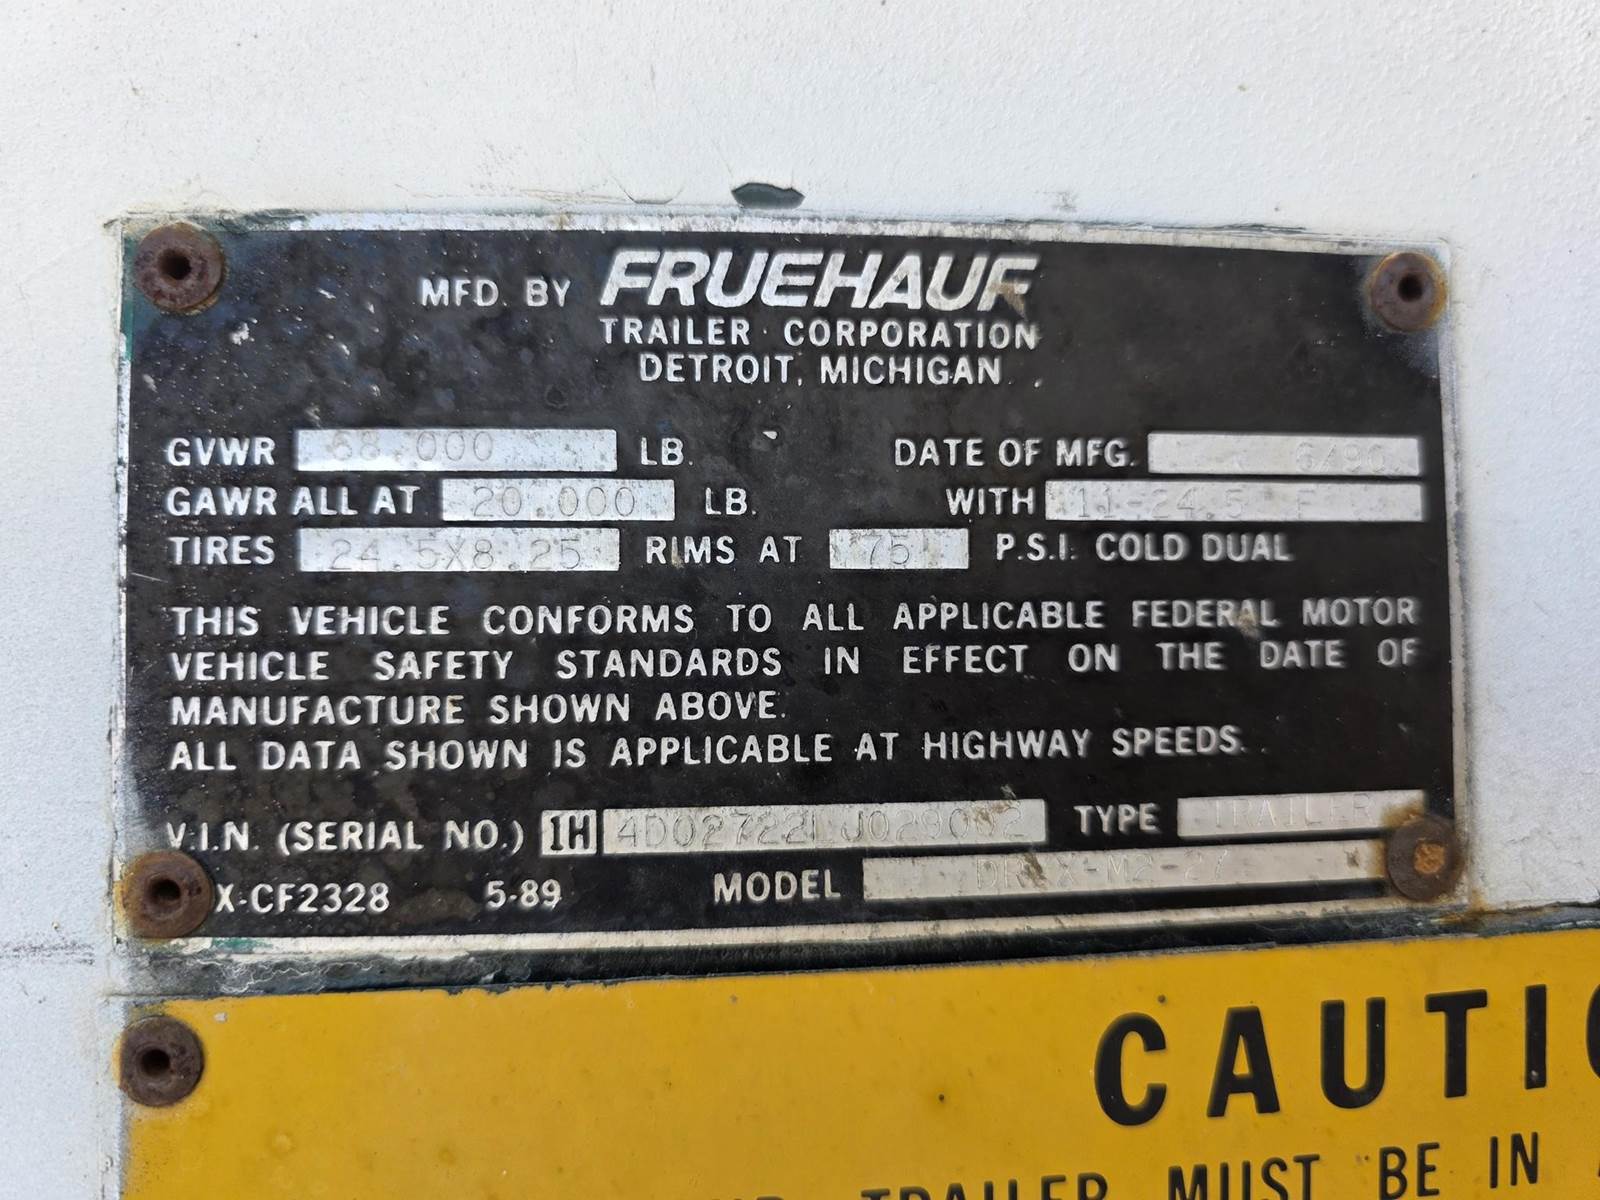 MFD. BY FRUEHAUF
TRAILER CORPORATION
DETROIT, MICHIGAN
GVWR 68.000 LB. DATE OF MFG. 6/90
GAWR ALL AT 20.000 LB. WITH 11-24.5 F
TIRES 24.5X8.25 RIMS AT 75 P.S.I. COLD DUAL
THIS VEHICLE CONFORMS TO ALL APPLICABLE FEDERAL MOTOR
VEHICLE SAFETY STANDARDS IN EFFECT ON THE DATE OF
MANUFACTURE SHOWN ABOVE.
ALL DATA SHOWN IS APPLICABLE AT HIGHWAY SPEEDS.
V.I.N. (SERIAL NO.) 1H TYPE TRAILER
X-CF2328 5-89 MODEL
CAUTIO
TRAILER MUST BE IN